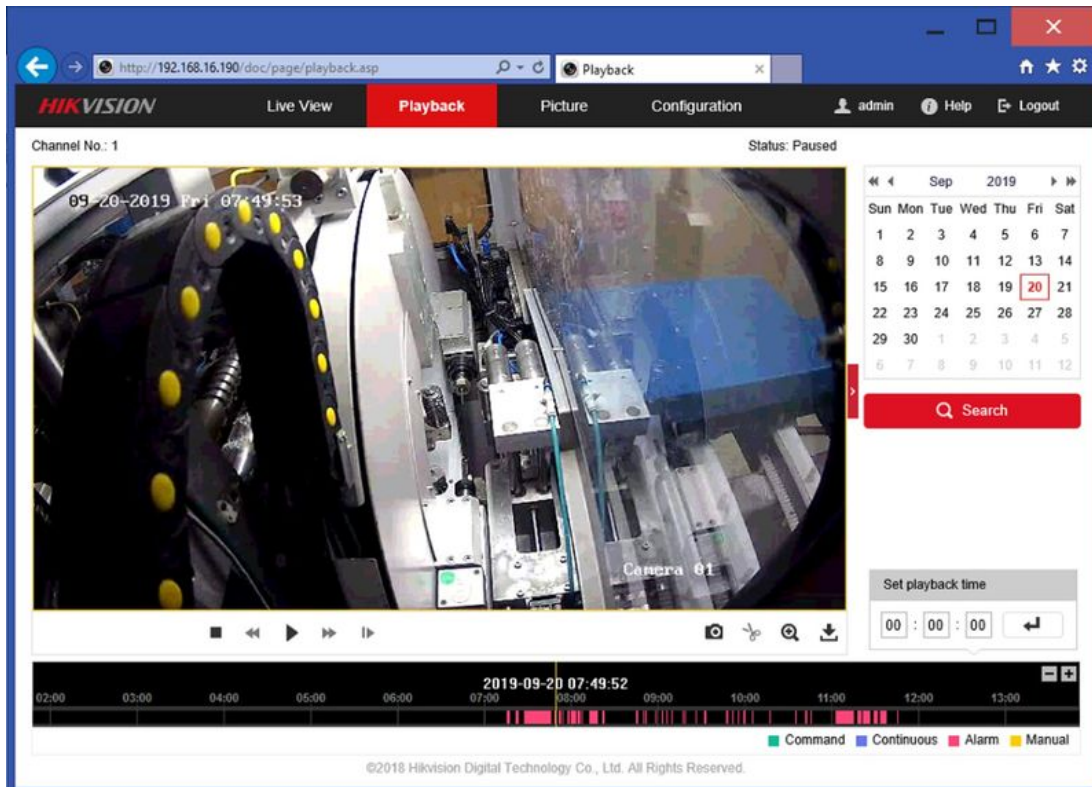 http://192.168.16.190/doc/page/playback.asp
Playback
HIKVISION
Live View
Playback
Picture
Configuration
admin
Help
Logout
Channel No.: 1
Status: Paused
09-20-2019 Fri 07:49:53
Camera 01
Sep 2019
Sun Mon Tue Wed Thu Fri Sat
1 2 3 4 5 6 7
8 9 10 11 12 13 14
15 16 17 18 19 20 21
22 23 24 25 26 27 28
29 30 1 2 3 4 5
6 7 8 9 10 11 12
Search
Set playback time
00 : 00 : 00
2019-09-20 07:49:52
02:00 03:00 04:00 05:00 06:00 07:00 08:00 09:00 10:00 11:00 12:00 13:00
Command Continuous Alarm Manual
©2018 Hikvision Digital Technology Co., Ltd. All Rights Reserved.